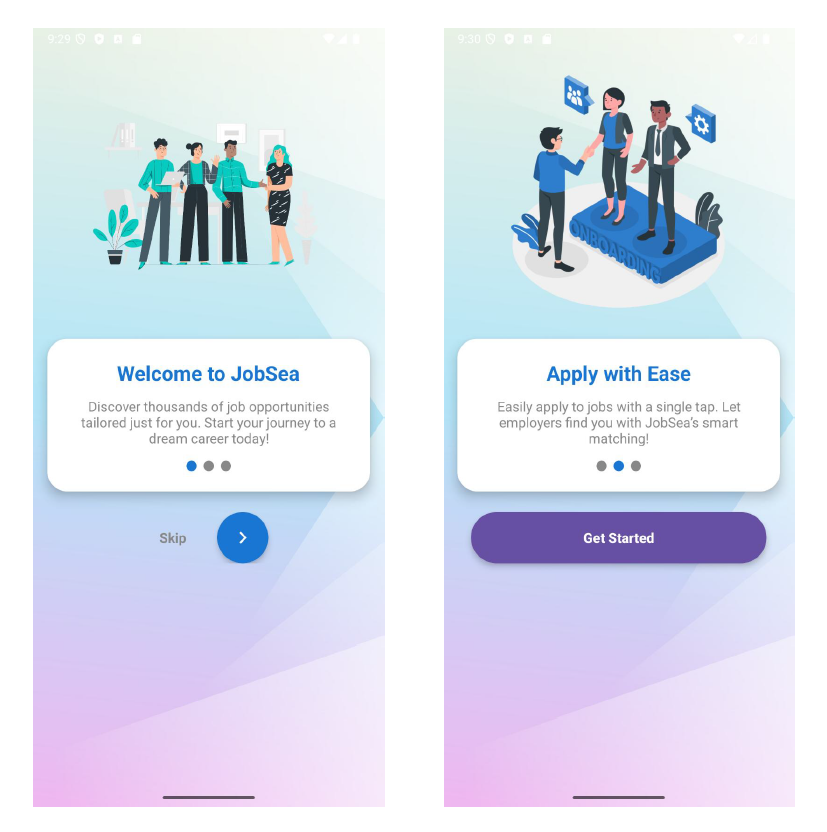 9:29
Welcome to JobSea
Discover thousands of job opportunities
tailored just for you. Start your journey to a
dream career today!
Skip
9:30
ONBOARDING
Apply with Ease
Easily apply to jobs with a single tap. Let
employers find you with JobSea's smart
matching!
Get Started